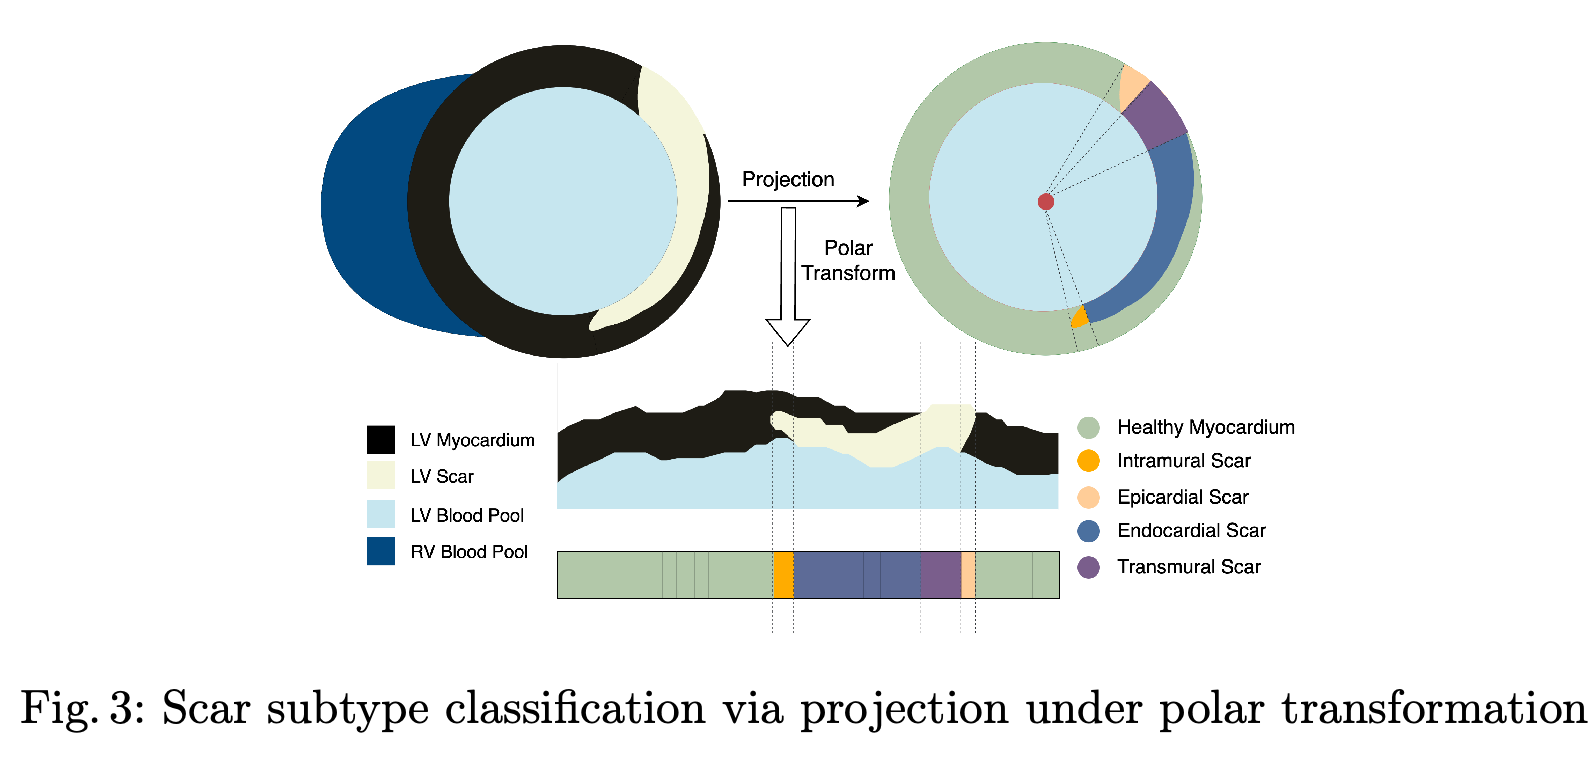 Projection
Polar
Transform
LV Myocardium
LV Scar
LV Blood Pool
RV Blood Pool
Healthy Myocardium
Intramural Scar
Epicardial Scar
Endocardial Scar
Transmural Scar
Fig. 3: Scar subtype classification via projection under polar transformation